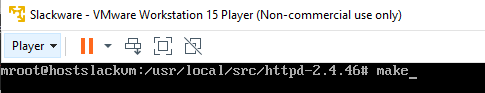 Slackware - VMware Workstation 15 Player (Non-commercial use only)
Player
mroot@hostslackvm:/usr/local/src/httpd-2.4.46# make_